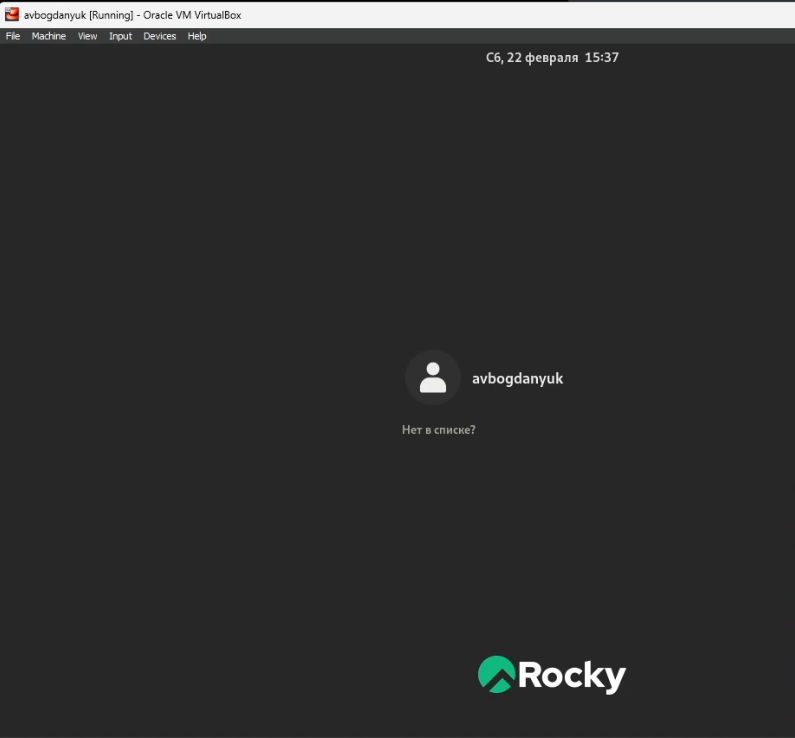 avbogdanyuk [Running] - Oracle VM VirtualBox
File Machine View Input Devices Help
Сб, 22 февраля 15:37
avbogdanyuk
Нет в списке?
Rocky